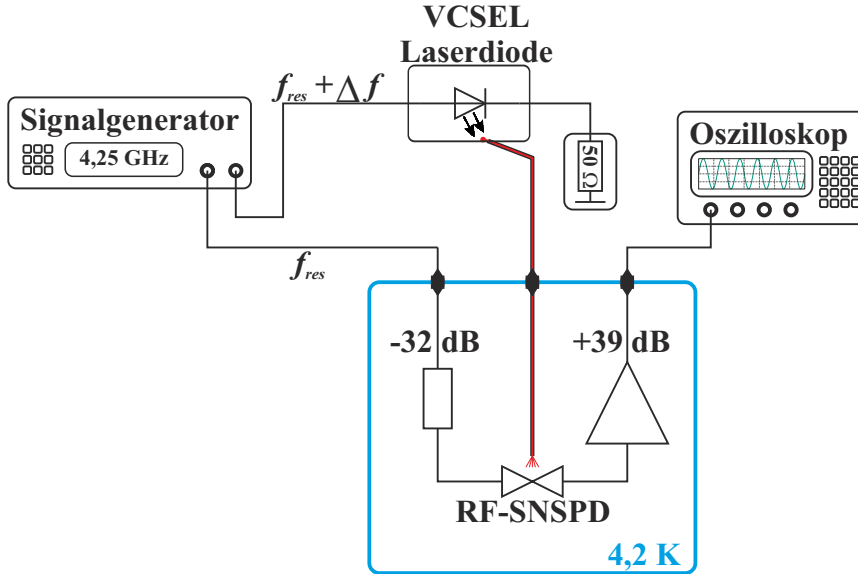 VCSEL
Laserdiode
f_res + Δf
Signalgenerator
4,25 GHz
50 Ω
Oszilloskop
f_res
-32 dB
+39 dB
RF-SNSPD
4,2 K